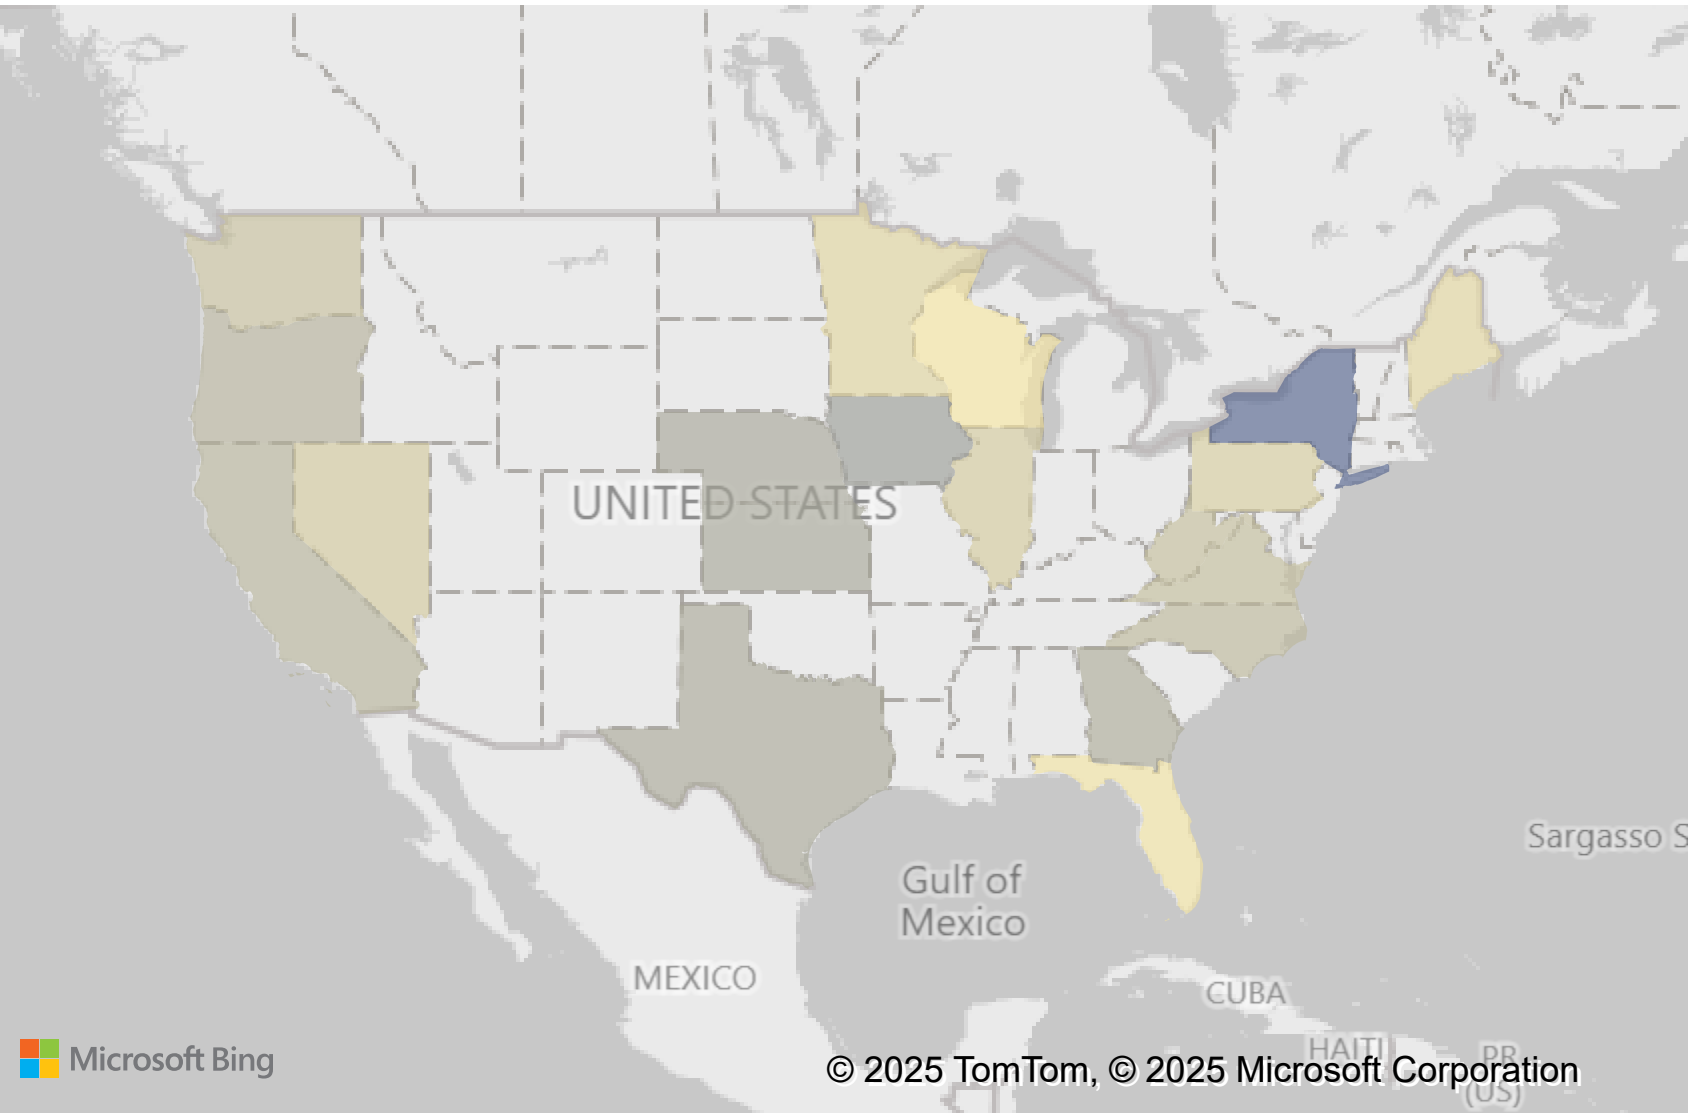 UNITED STATES
Sargasso S
Gulf of
Mexico
MEXICO
CUBA
HAITI
PR
(US)
Microsoft Bing
© 2025 TomTom, © 2025 Microsoft Corporation